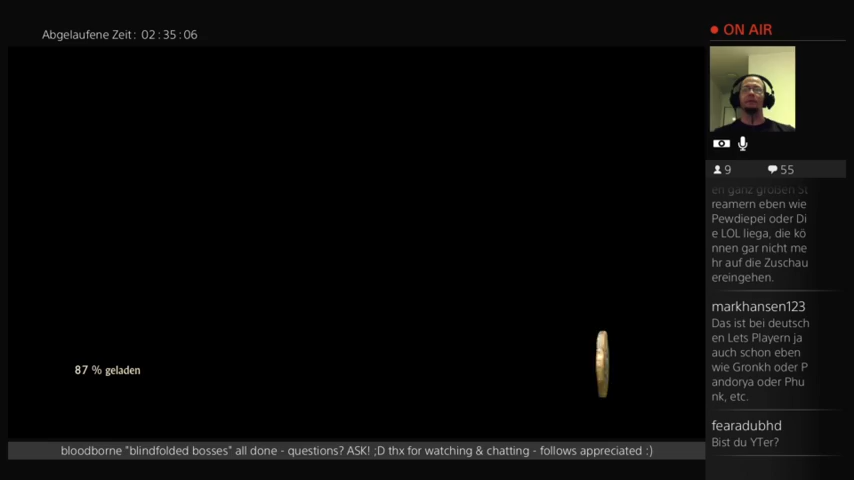 Abgelaufene Zeit: 02:35:06
ON AIR
9
55
en ganz großen St
reamern eben wie
Pewdiepei oder Di
e LOL liega, die kö
nnen gar nicht me
hr auf die Zuschau
ereingehen.
markhansen123
Das ist bei deutsch
en Lets Playern ja
auch schon eben
wie Gronkh oder P
andorya oder Phu
nk, etc.
fearadubhd
Bist du YTer?
87 % geladen
bloodborne "blindfolded bosses" all done - questions? ASK! ;D thx for watching & chatting - follows appreciated :)